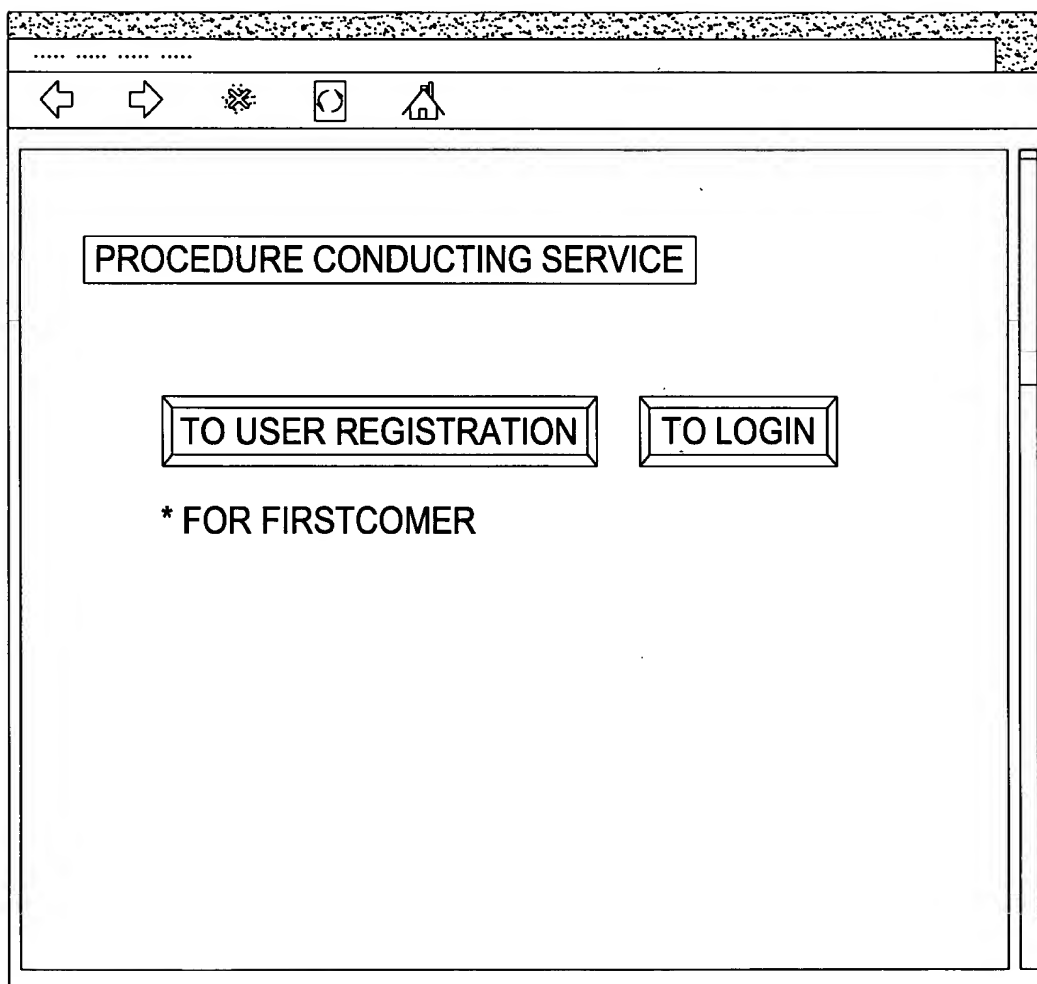 PROCEDURE CONDUCTING SERVICE
TO USER REGISTRATION
TO LOGIN
* FOR FIRSTCOMER